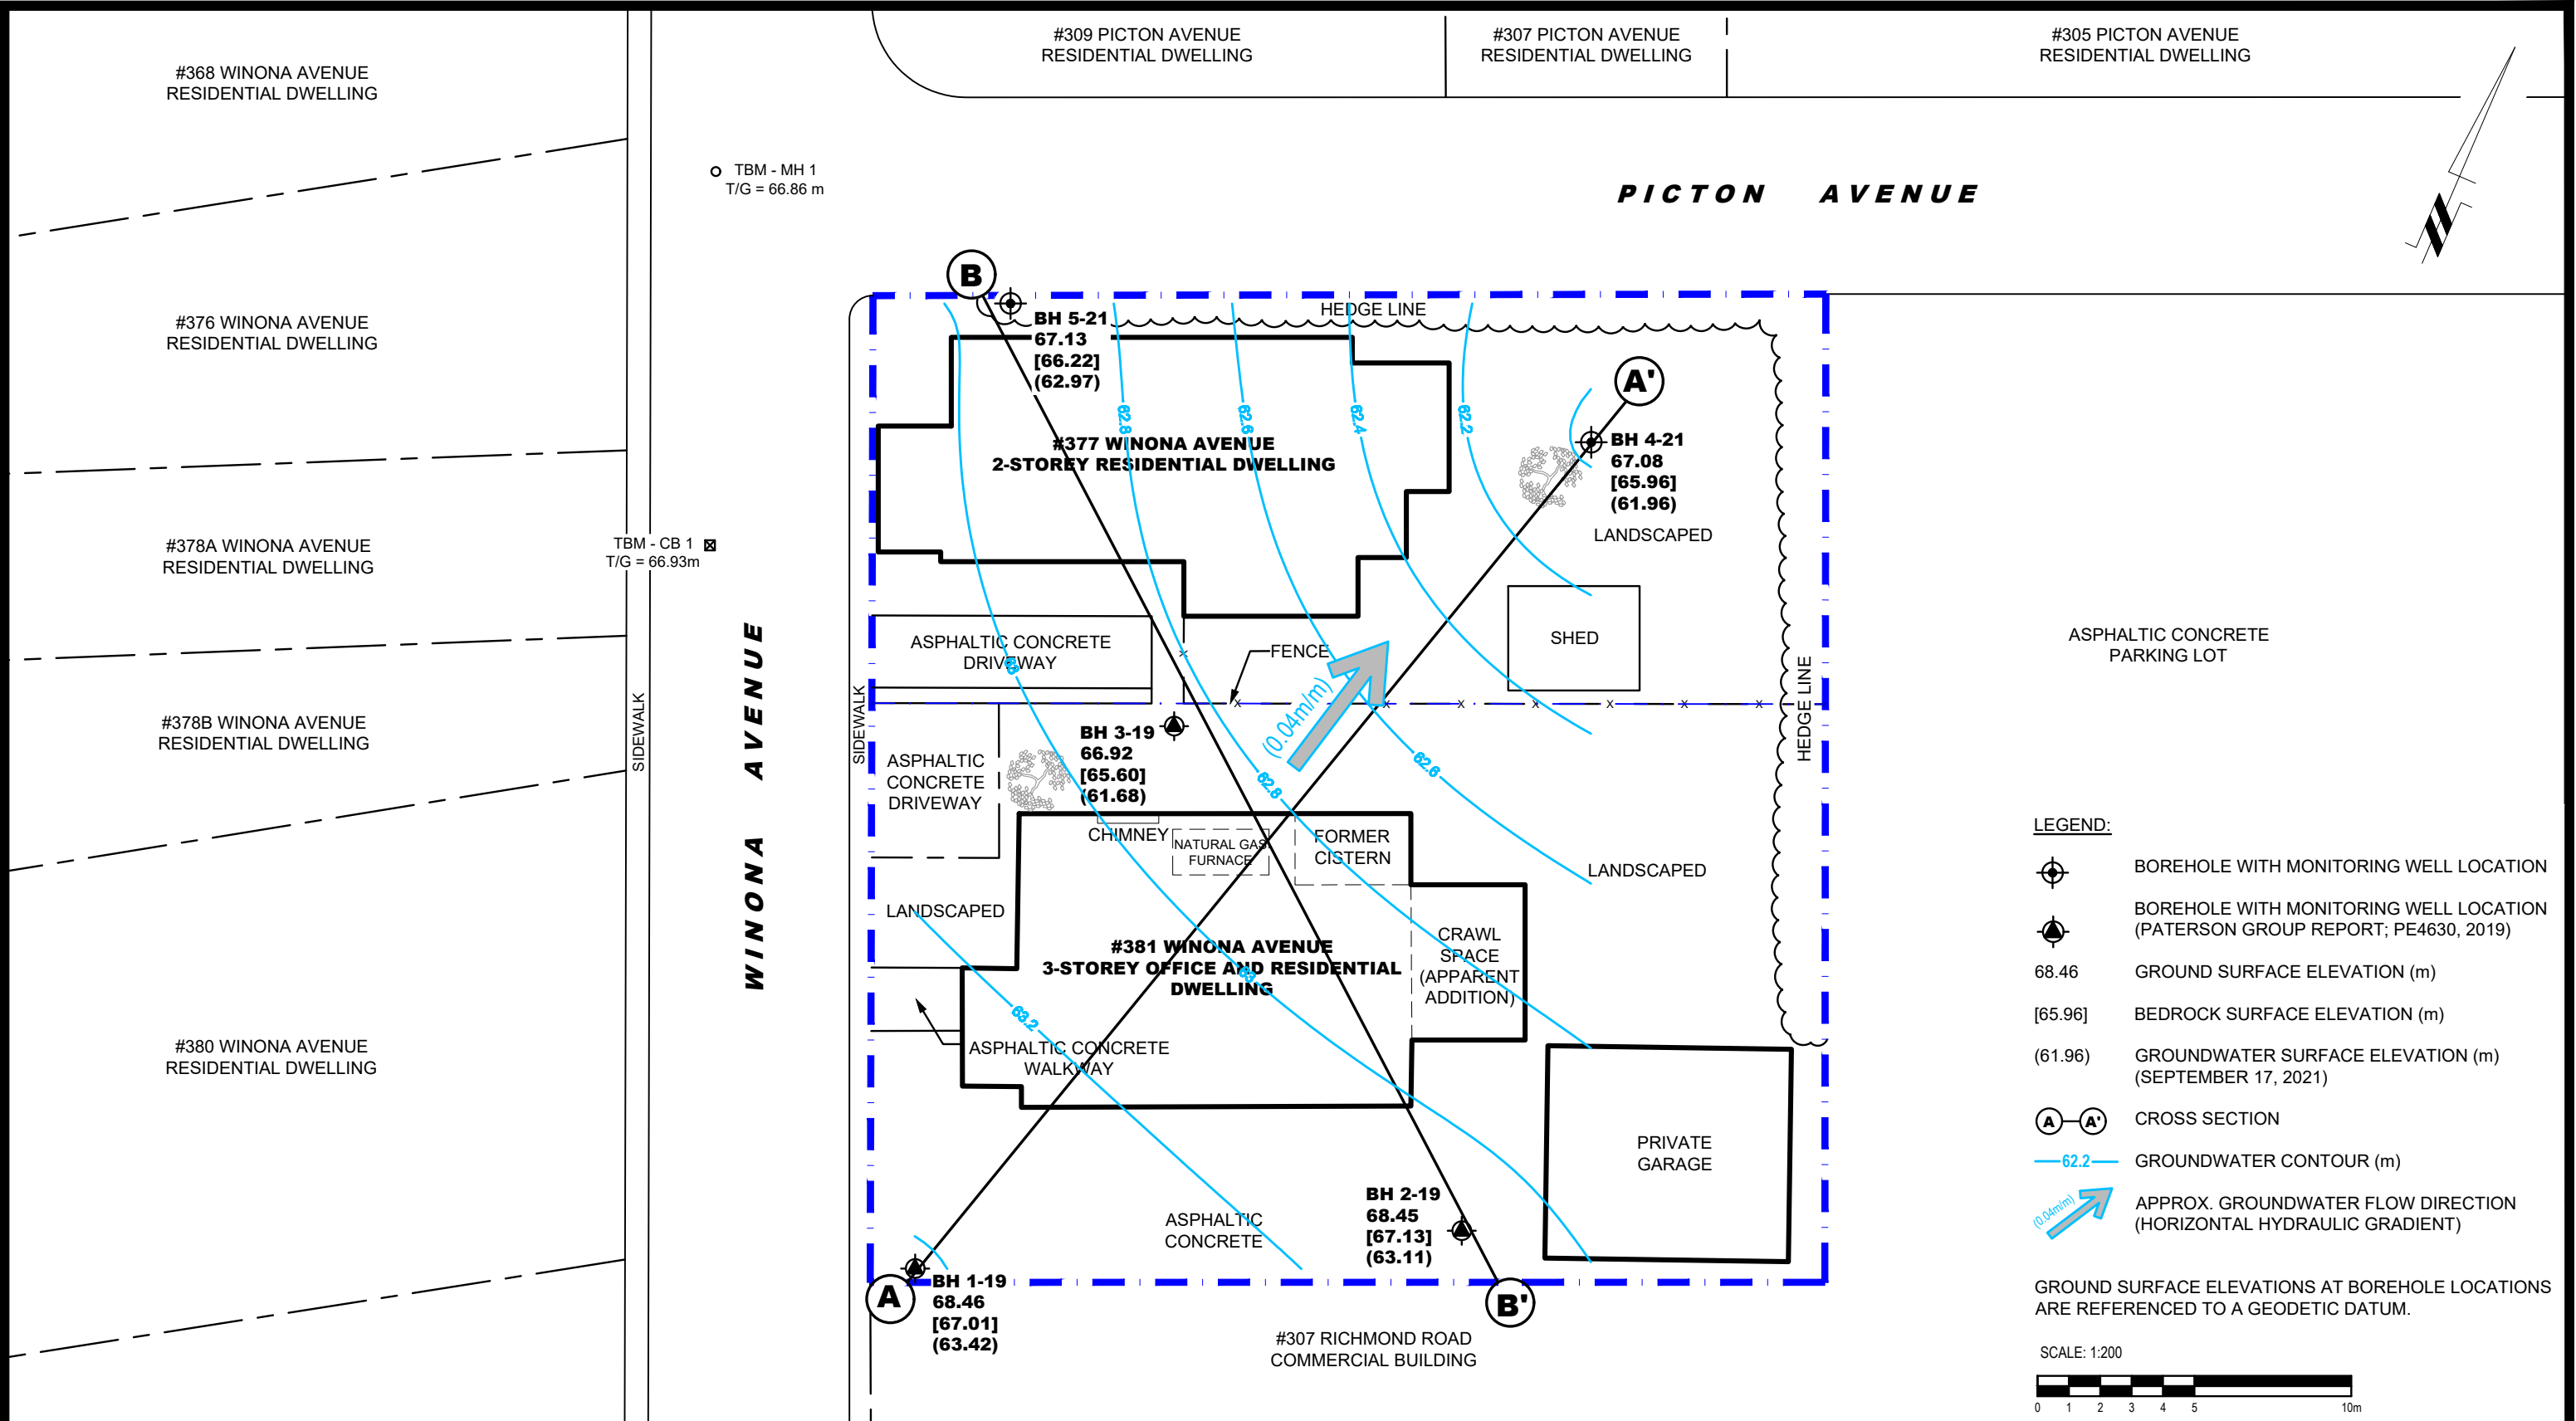 #309 PICTON AVENUE
RESIDENTIAL DWELLING
#307 PICTON AVENUE
RESIDENTIAL DWELLING
#305 PICTON AVENUE
RESIDENTIAL DWELLING
#368 WINONA AVENUE
RESIDENTIAL DWELLING
TBM - MH 1
T/G = 66.86 m
PICTON AVENUE
B
HEDGE LINE
BH 5-21
67.13
[66.22]
(62.97)
#376 WINONA AVENUE
RESIDENTIAL DWELLING
A'
62.8
62.6
62.4
62.2
#377 WINONA AVENUE
2-STOREY RESIDENTIAL DWELLING
BH 4-21
67.08
[65.96]
(61.96)
LANDSCAPED
#378A WINONA AVENUE
RESIDENTIAL DWELLING
TBM - CB 1
T/G = 66.93m
ASPHALTIC CONCRETE
DRIVEWAY
63
FENCE
SHED
ASPHALTIC CONCRETE
PARKING LOT
HEDGE LINE
WINONA AVENUE
SIDEWALK
SIDEWALK
#378B WINONA AVENUE
RESIDENTIAL DWELLING
(0.04m/m)
x x x x x x x x
BH 3-19
66.92
[65.60]
(61.68)
62.6
62.8
ASPHALTIC
CONCRETE
DRIVEWAY
CHIMNEY
NATURAL GAS
FURNACE
FORMER
CISTERN
LANDSCAPED
LANDSCAPED
#381 WINONA AVENUE
3-STOREY OFFICE AND RESIDENTIAL
DWELLING
63
CRAWL
SPACE
(APPARENT
ADDITION)
63.2
ASPHALTIC CONCRETE
WALKWAY
#380 WINONA AVENUE
RESIDENTIAL DWELLING
PRIVATE
GARAGE
BH 2-19
68.45
[67.13]
(63.11)
ASPHALTIC
CONCRETE
A
BH 1-19
68.46
[67.01]
(63.42)
B'
#307 RICHMOND ROAD
COMMERCIAL BUILDING
LEGEND:
BOREHOLE WITH MONITORING WELL LOCATION
BOREHOLE WITH MONITORING WELL LOCATION
(PATERSON GROUP REPORT; PE4630, 2019)
68.46 GROUND SURFACE ELEVATION (m)
[65.96] BEDROCK SURFACE ELEVATION (m)
(61.96) GROUNDWATER SURFACE ELEVATION (m)
(SEPTEMBER 17, 2021)
A A' CROSS SECTION
62.2 GROUNDWATER CONTOUR (m)
(0.04m/m) APPROX. GROUNDWATER FLOW DIRECTION
(HORIZONTAL HYDRAULIC GRADIENT)
GROUND SURFACE ELEVATIONS AT BOREHOLE LOCATIONS
ARE REFERENCED TO A GEODETIC DATUM.
SCALE: 1:200
0 1 2 3 4 5 10m